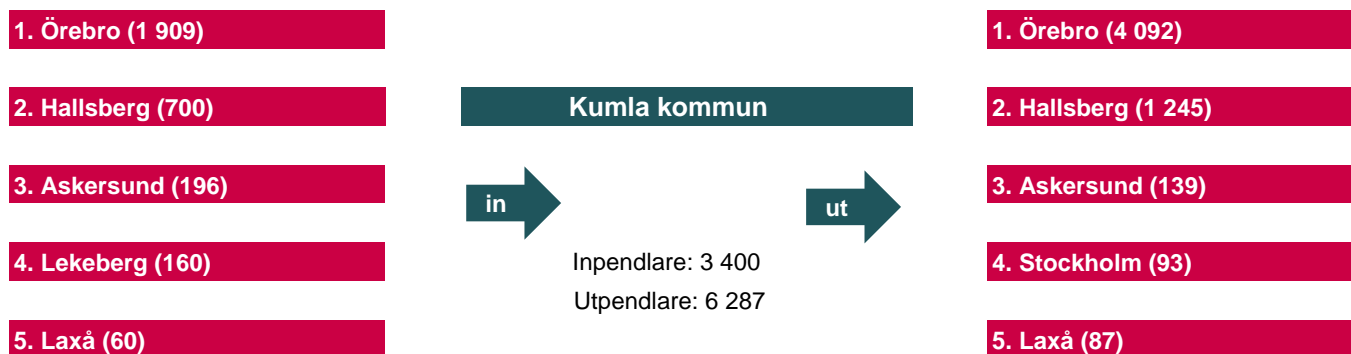 1. Örebro (1 909)
2. Hallsberg (700)
3. Askersund (196)
4. Lekeberg (160)
5. Laxå (60)
Kumla kommun
in
ut
Inpendlare: 3 400
Utpendlare: 6 287
1. Örebro (4 092)
2. Hallsberg (1 245)
3. Askersund (139)
4. Stockholm (93)
5. Laxå (87)